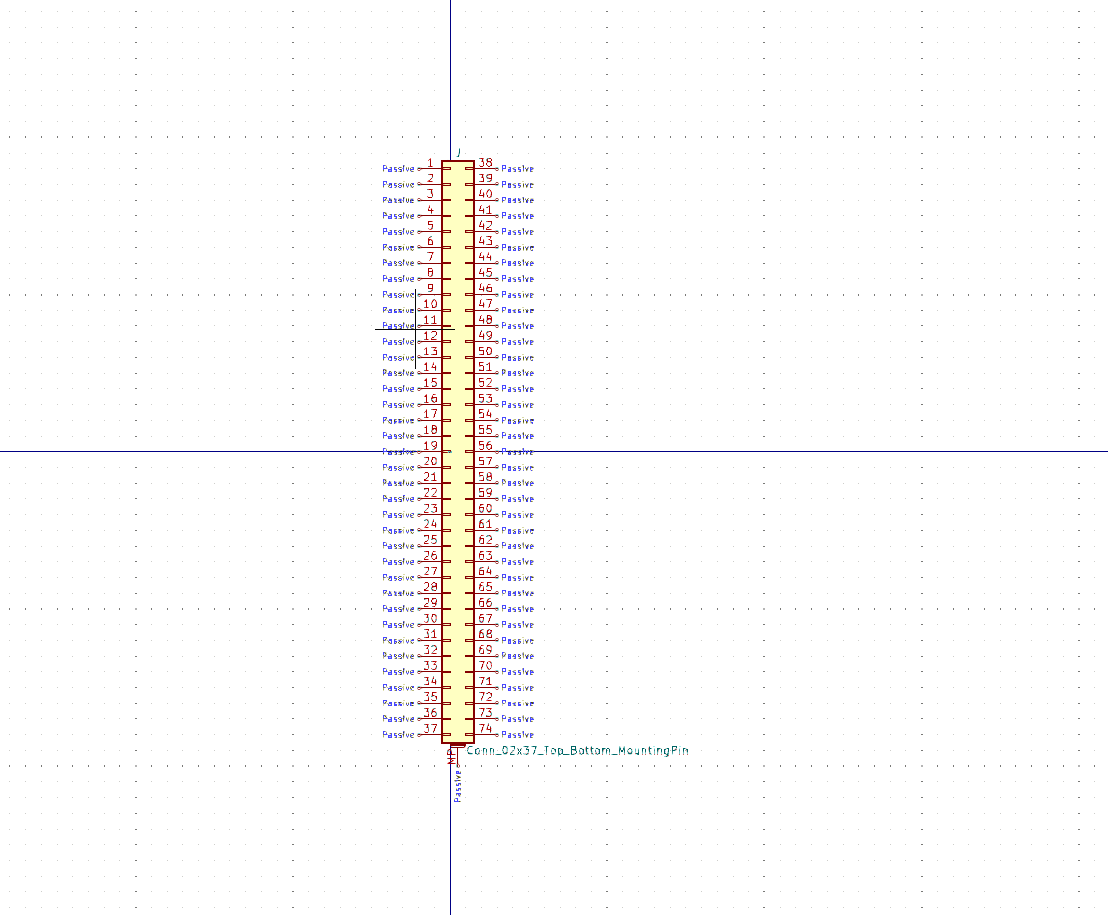 J
Passive 1 38 Passive
Passive 2 39 Passive
Passive 3 40 Passive
Passive 4 41 Passive
Passive 5 42 Passive
Passive 6 43 Passive
Passive 7 44 Passive
Passive 8 45 Passive
Passive 9 46 Passive
Passive 10 47 Passive
Passive 11 48 Passive
Passive 12 49 Passive
Passive 13 50 Passive
Passive 14 51 Passive
Passive 15 52 Passive
Passive 16 53 Passive
Passive 17 54 Passive
Passive 18 55 Passive
Passive 19 56 Passive
Passive 20 57 Passive
Passive 21 58 Passive
Passive 22 59 Passive
Passive 23 60 Passive
Passive 24 61 Passive
Passive 25 62 Passive
Passive 26 63 Passive
Passive 27 64 Passive
Passive 28 65 Passive
Passive 29 66 Passive
Passive 30 67 Passive
Passive 31 68 Passive
Passive 32 69 Passive
Passive 33 70 Passive
Passive 34 71 Passive
Passive 35 72 Passive
Passive 36 73 Passive
Passive 37 74 Passive
MP Conn_02x37_Top_Bottom_MountingPin
Passive